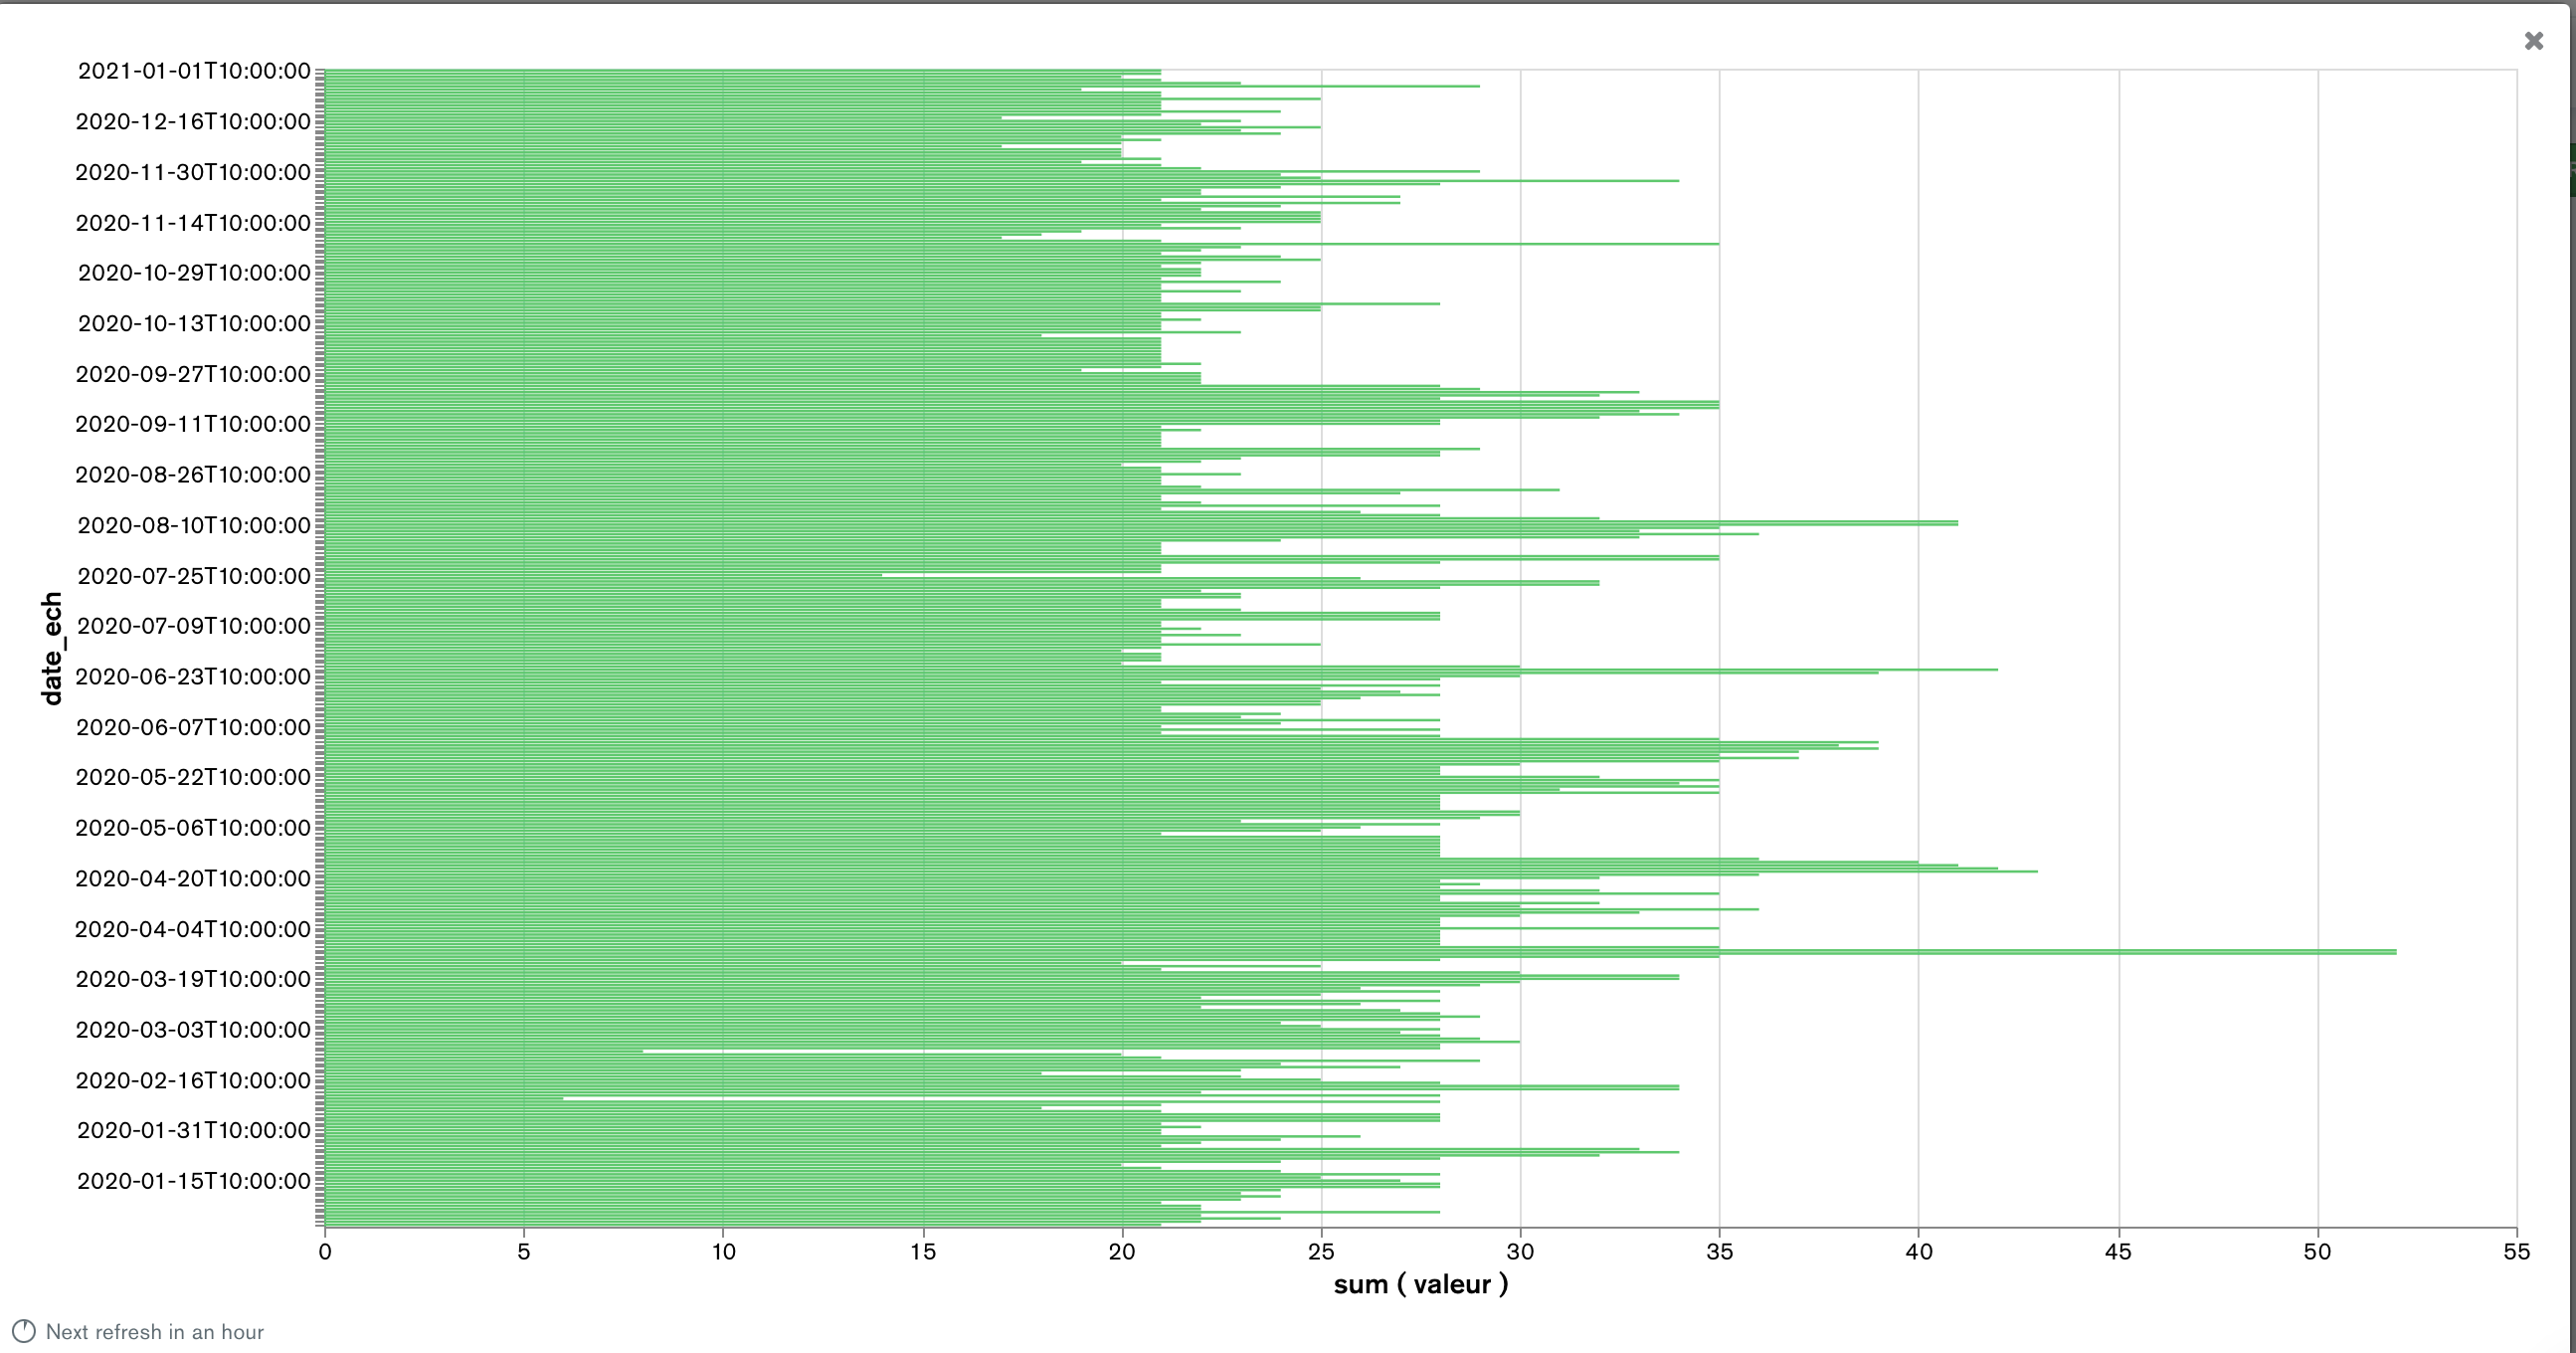 2021-01-01T10:00:00
2020-12-16T10:00:00
2020-11-30T10:00:00
2020-11-14T10:00:00
2020-10-29T10:00:00
2020-10-13T10:00:00
2020-09-27T10:00:00
2020-09-11T10:00:00
2020-08-26T10:00:00
2020-08-10T10:00:00
2020-07-25T10:00:00
date_ech
2020-07-09T10:00:00
2020-06-23T10:00:00
2020-06-07T10:00:00
2020-05-22T10:00:00
2020-05-06T10:00:00
2020-04-20T10:00:00
2020-04-04T10:00:00
2020-03-19T10:00:00
2020-03-03T10:00:00
2020-02-16T10:00:00
2020-01-31T10:00:00
2020-01-15T10:00:00
0 5 10 15 20 25 30 35 40 45 50 55
sum ( valeur )
Next refresh in an hour